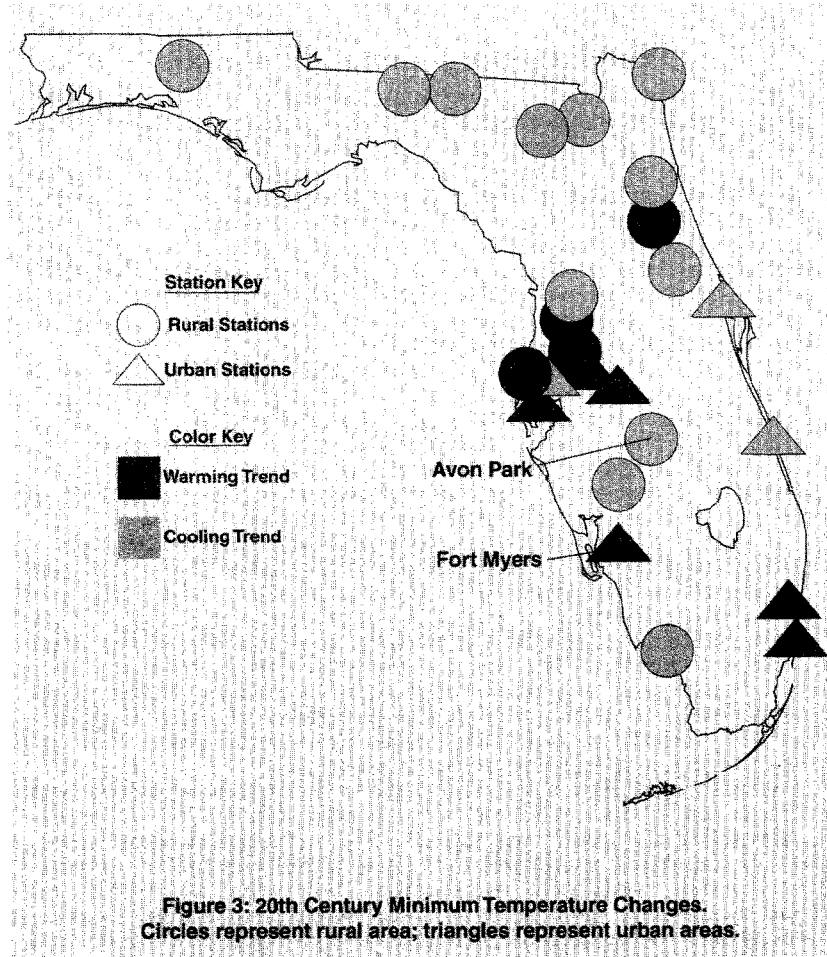 Station Key
Rural Stations
Urban Stations
Color Key
Warming Trend
Cooling Trend
Avon Park
Fort Myers
Figure 3: 20th Century Minimum Temperature Changes.
Circles represent rural area; triangles represent urban areas.